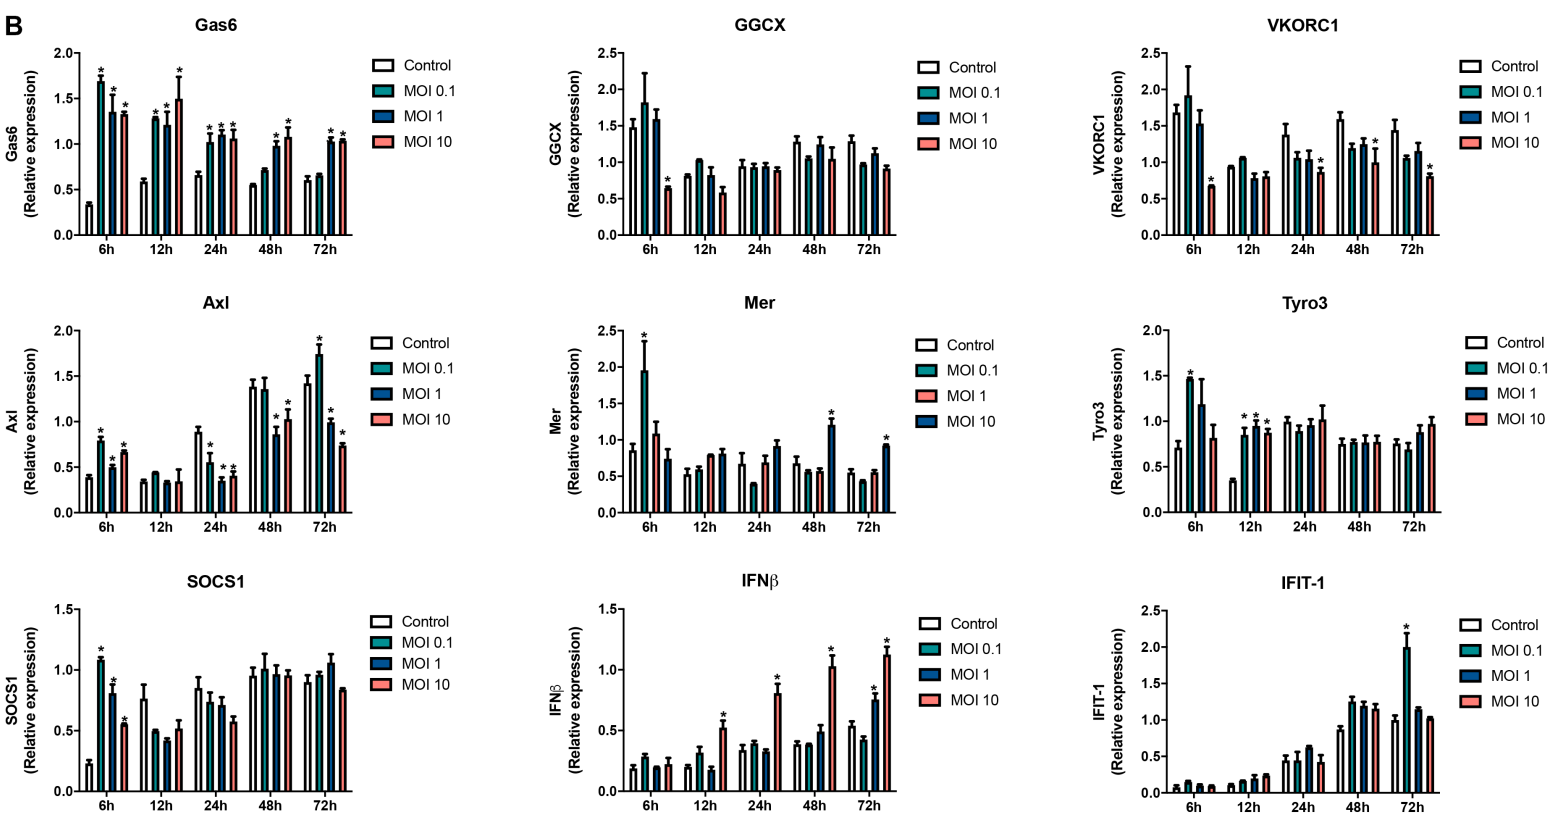 B
Gas6
Gas6
(Relative expression)
2.0
1.5
1.0
0.5
0.0
6h 12h 24h 48h 72h
* * * * * * * * * * * * *
Control
MOI 0.1
MOI 1
MOI 10
GGCX
GGCX
(Relative expression)
2.5
2.0
1.5
1.0
0.5
0.0
6h 12h 24h 48h 72h
*
Control
MOI 0.1
MOI 1
MOI 10
VKORC1
VKORC1
(Relative expression)
2.5
2.0
1.5
1.0
0.5
0.0
6h 12h 24h 48h 72h
* * * *
Control
MOI 0.1
MOI 1
MOI 10
Axl
Axl
(Relative expression)
2.0
1.5
1.0
0.5
0.0
6h 12h 24h 48h 72h
* * * * * * * * * * *
Control
MOI 0.1
MOI 1
MOI 10
Mer
Mer
(Relative expression)
2.5
2.0
1.5
1.0
0.5
0.0
6h 12h 24h 48h 72h
* * *
Control
MOI 0.1
MOI 1
MOI 10
Tyro3
Tyro3
(Relative expression)
2.0
1.5
1.0
0.5
0.0
6h 12h 24h 48h 72h
* * * *
Control
MOI 0.1
MOI 1
MOI 10
SOCS1
SOCS1
(Relative expression)
1.5
1.0
0.5
0.0
6h 12h 24h 48h 72h
* * *
Control
MOI 0.1
MOI 1
MOI 10
IFNβ
IFNβ
(Relative expression)
1.5
1.0
0.5
0.0
6h 12h 24h 48h 72h
* * * * *
Control
MOI 0.1
MOI 1
MOI 10
IFIT-1
IFIT-1
(Relative expression)
2.5
2.0
1.5
1.0
0.5
0.0
6h 12h 24h 48h 72h
*
Control
MOI 0.1
MOI 1
MOI 10